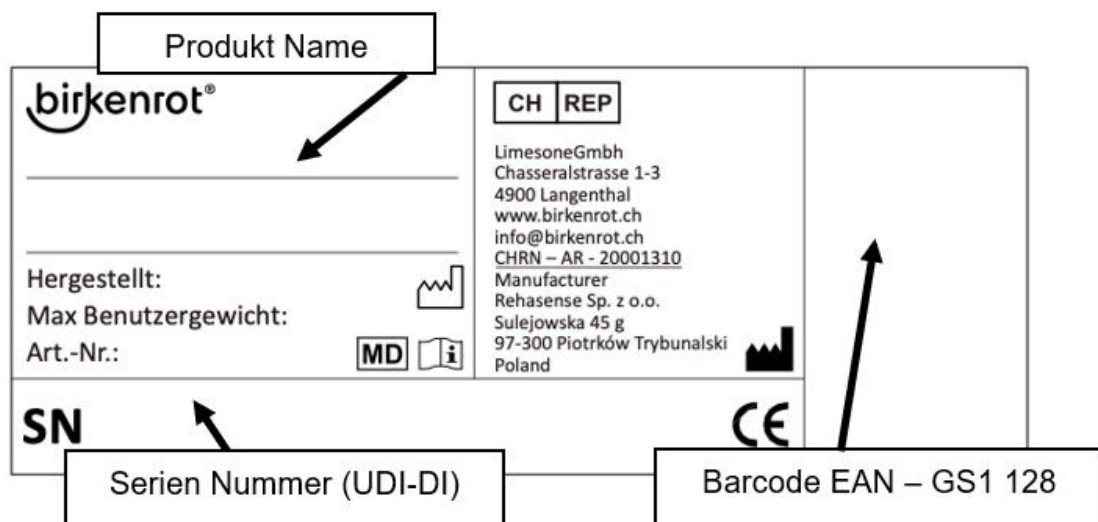 Produkt Name
birkenrot®
Hergestellt:
Max Benutzergewicht:
Art.-Nr.:
MD
CH REP
LimesoneGmbh
Chasseralstrasse 1-3
4900 Langenthal
www.birkenrot.ch
info@birkenrot.ch
CHRN – AR - 20001310
Manufacturer
Rehasense Sp. z o.o.
Sulejowska 45 g
97-300 Piotrków Trybunalski
Poland
SN
CE
Serien Nummer (UDI-DI)
Barcode EAN – GS1 128